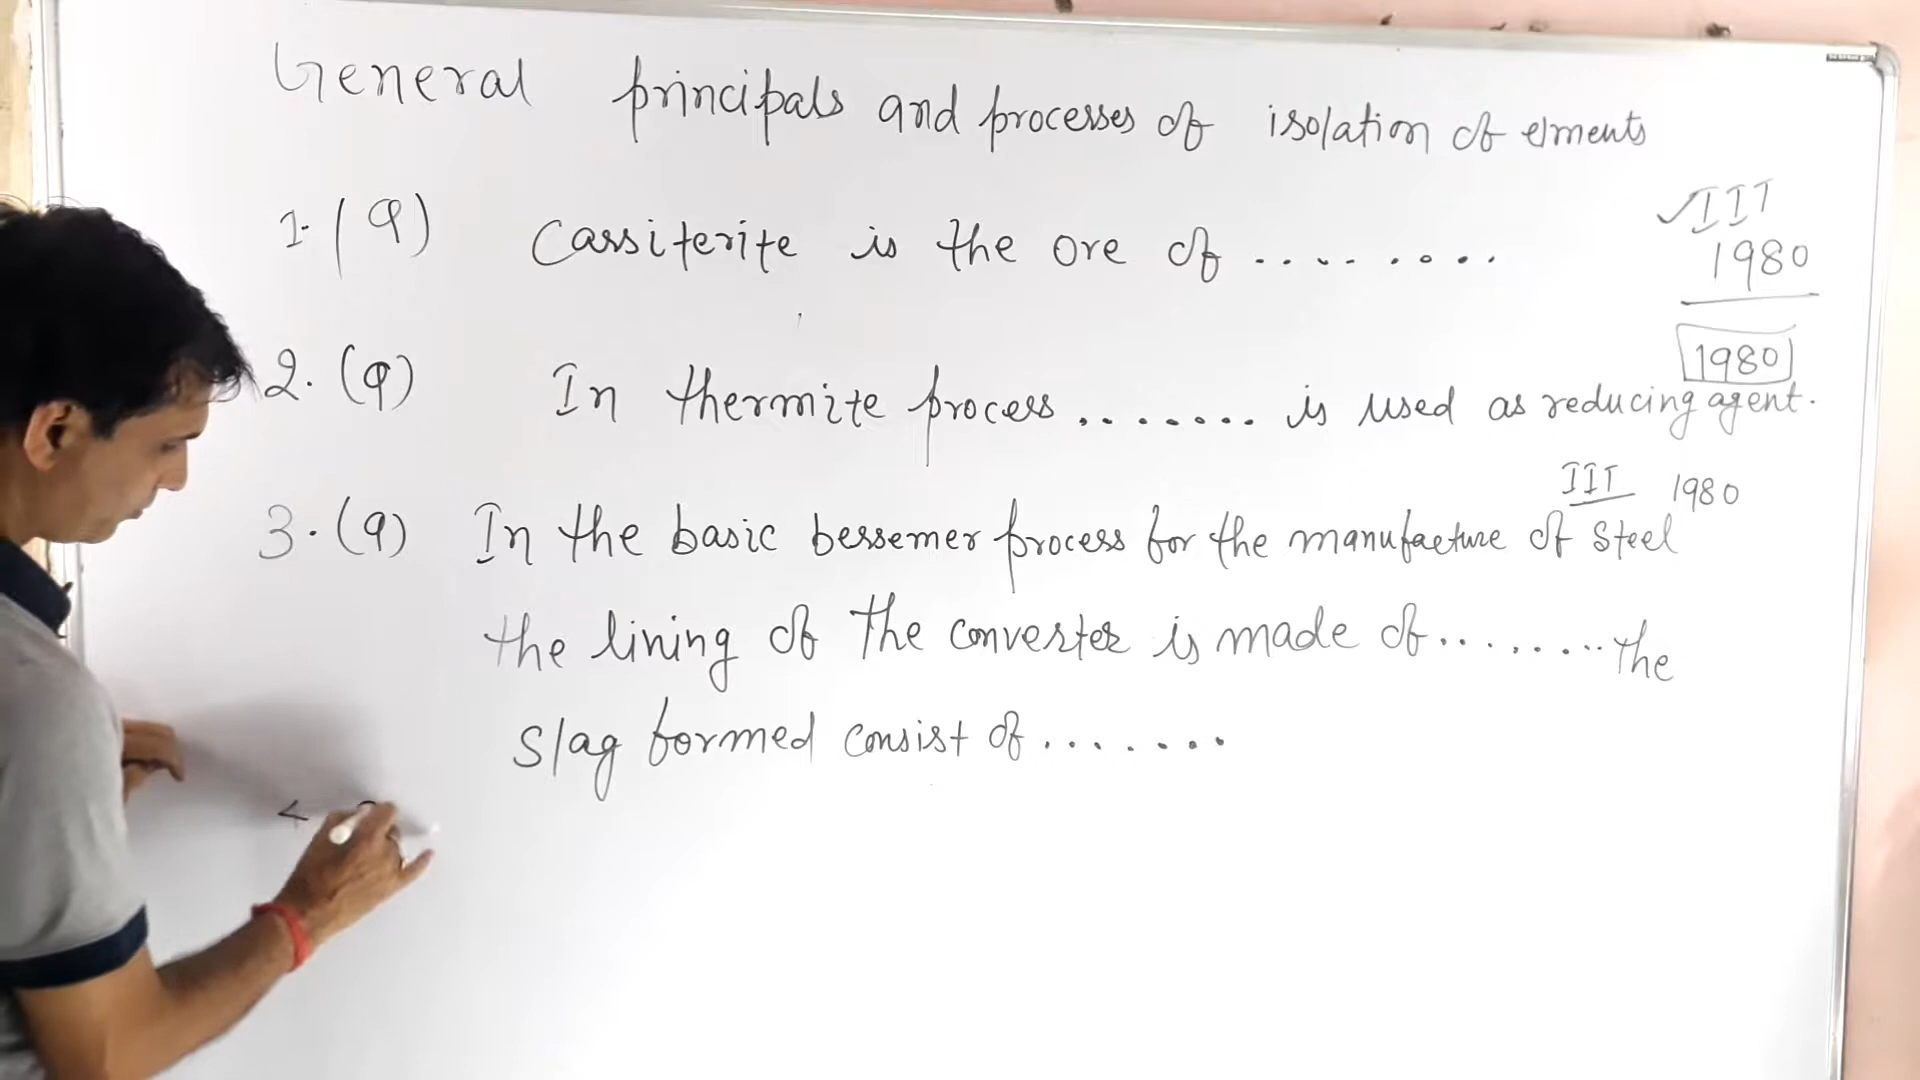 General principals and processes of isolation of elments
1. (q) Cassiterite is the ore of .........
IIT
1980
1980
2. (q) In thermite process ....... is used as reducing agent.
IIT 1980
3. (q) In the basic bessemer process for the manufacture of Steel
the lining of the converter is made of ........ the
slag formed consist of .......